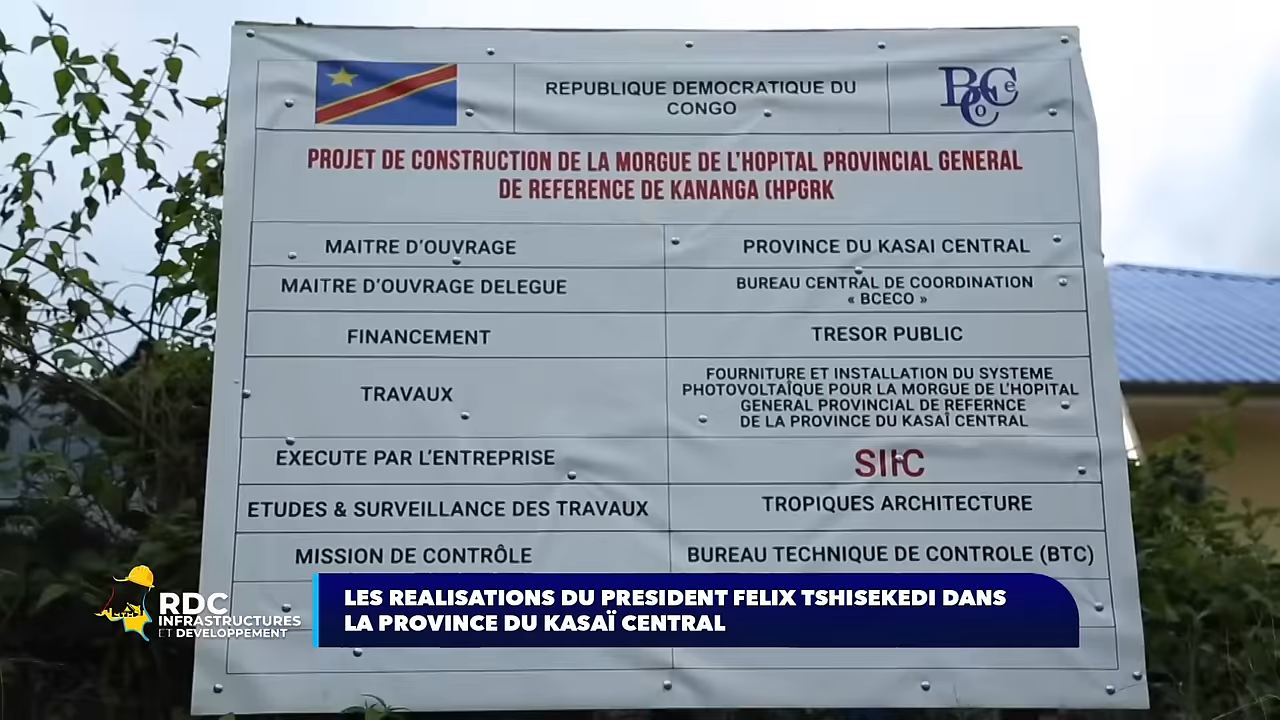 REPUBLIQUE DEMOCRATIQUE DU
CONGO
BCeCo
PROJET DE CONSTRUCTION DE LA MORGUE DE L'HOPITAL PROVINCIAL GENERAL
DE REFERENCE DE KANANGA (HPGRK
MAITRE D'OUVRAGE
PROVINCE DU KASAI CENTRAL
MAITRE D'OUVRAGE DELEGUE
BUREAU CENTRAL DE COORDINATION
« BCECO »
FINANCEMENT
TRESOR PUBLIC
TRAVAUX
FOURNITURE ET INSTALLATION DU SYSTEME
PHOTOVOLTAÎQUE POUR LA MORGUE DE L'HOPITAL
GENERAL PROVINCIAL DE REFERNCE
DE LA PROVINCE DU KASAÎ CENTRAL
EXECUTE PAR L'ENTREPRISE
SIIC
ETUDES & SURVEILLANCE DES TRAVAUX
TROPIQUES ARCHITECTURE
MISSION DE CONTRÔLE
BUREAU TECHNIQUE DE CONTROLE (BTC)
RDC
INFRASTRUCTURES
ET DEVELOPPEMENT
LES REALISATIONS DU PRESIDENT FELIX TSHISEKEDI DANS
LA PROVINCE DU KASAÏ CENTRAL